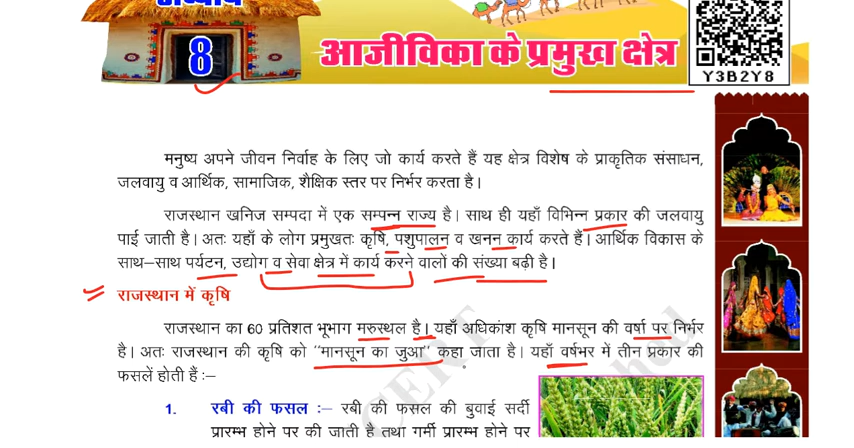 अध्याय
8
आजीविका के प्रमुख क्षेत्र
Y3B2Y8
मनुष्य अपने जीवन निर्वाह के लिए जो कार्य करते हैं यह क्षेत्र विशेष के प्राकृतिक संसाधन,
जलवायु व आर्थिक, सामाजिक, शैक्षिक स्तर पर निर्भर करता है।
राजस्थान खनिज सम्पदा में एक सम्पन्न राज्य है। साथ ही यहाँ विभिन्न प्रकार की जलवायु
पाई जाती है। अतः यहाँ के लोग प्रमुखतः कृषि, पशुपालन व खनन कार्य करते हैं। आर्थिक विकास के
साथ–साथ पर्यटन, उद्योग व सेवा क्षेत्र में कार्य करने वालों की संख्या बढ़ी है।
राजस्थान में कृषि
राजस्थान का 60 प्रतिशत भूभाग मरुस्थल है। यहाँ अधिकांश कृषि मानसून की वर्षा पर निर्भर
है। अतः राजस्थान की कृषि को "मानसून का जुआ" कहा जाता है। यहाँ वर्षभर में तीन प्रकार की
फसलें होती हैं :–
1. रबी की फसल :– रबी की फसल की बुवाई सर्दी
प्रारम्भ होने पर की जाती है तथा गर्मी प्रारम्भ होने पर